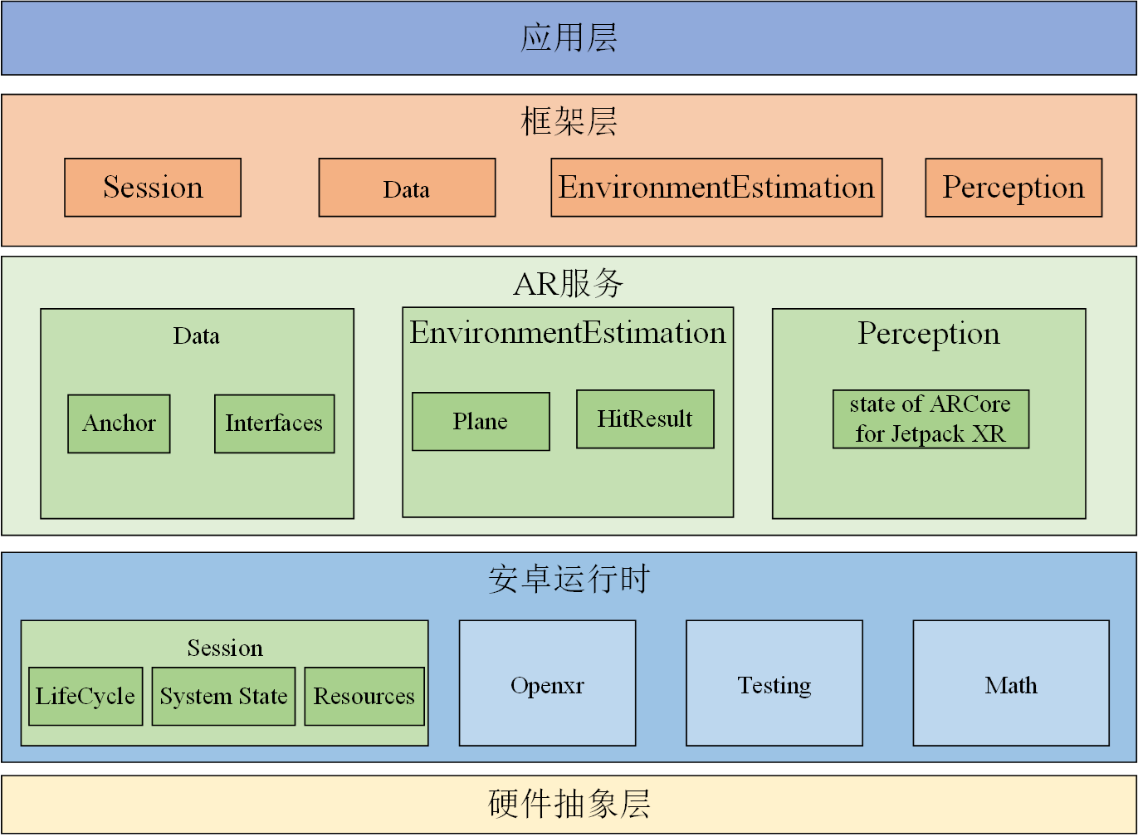 应用层
框架层
Session
Data
EnvironmentEstimation
Perception
AR服务
Data
Anchor
Interfaces
EnvironmentEstimation
Plane
HitResult
Perception
state of ARCore
for Jetpack XR
安卓运行时
Session
LifeCycle
System State
Resources
Openxr
Testing
Math
硬件抽象层